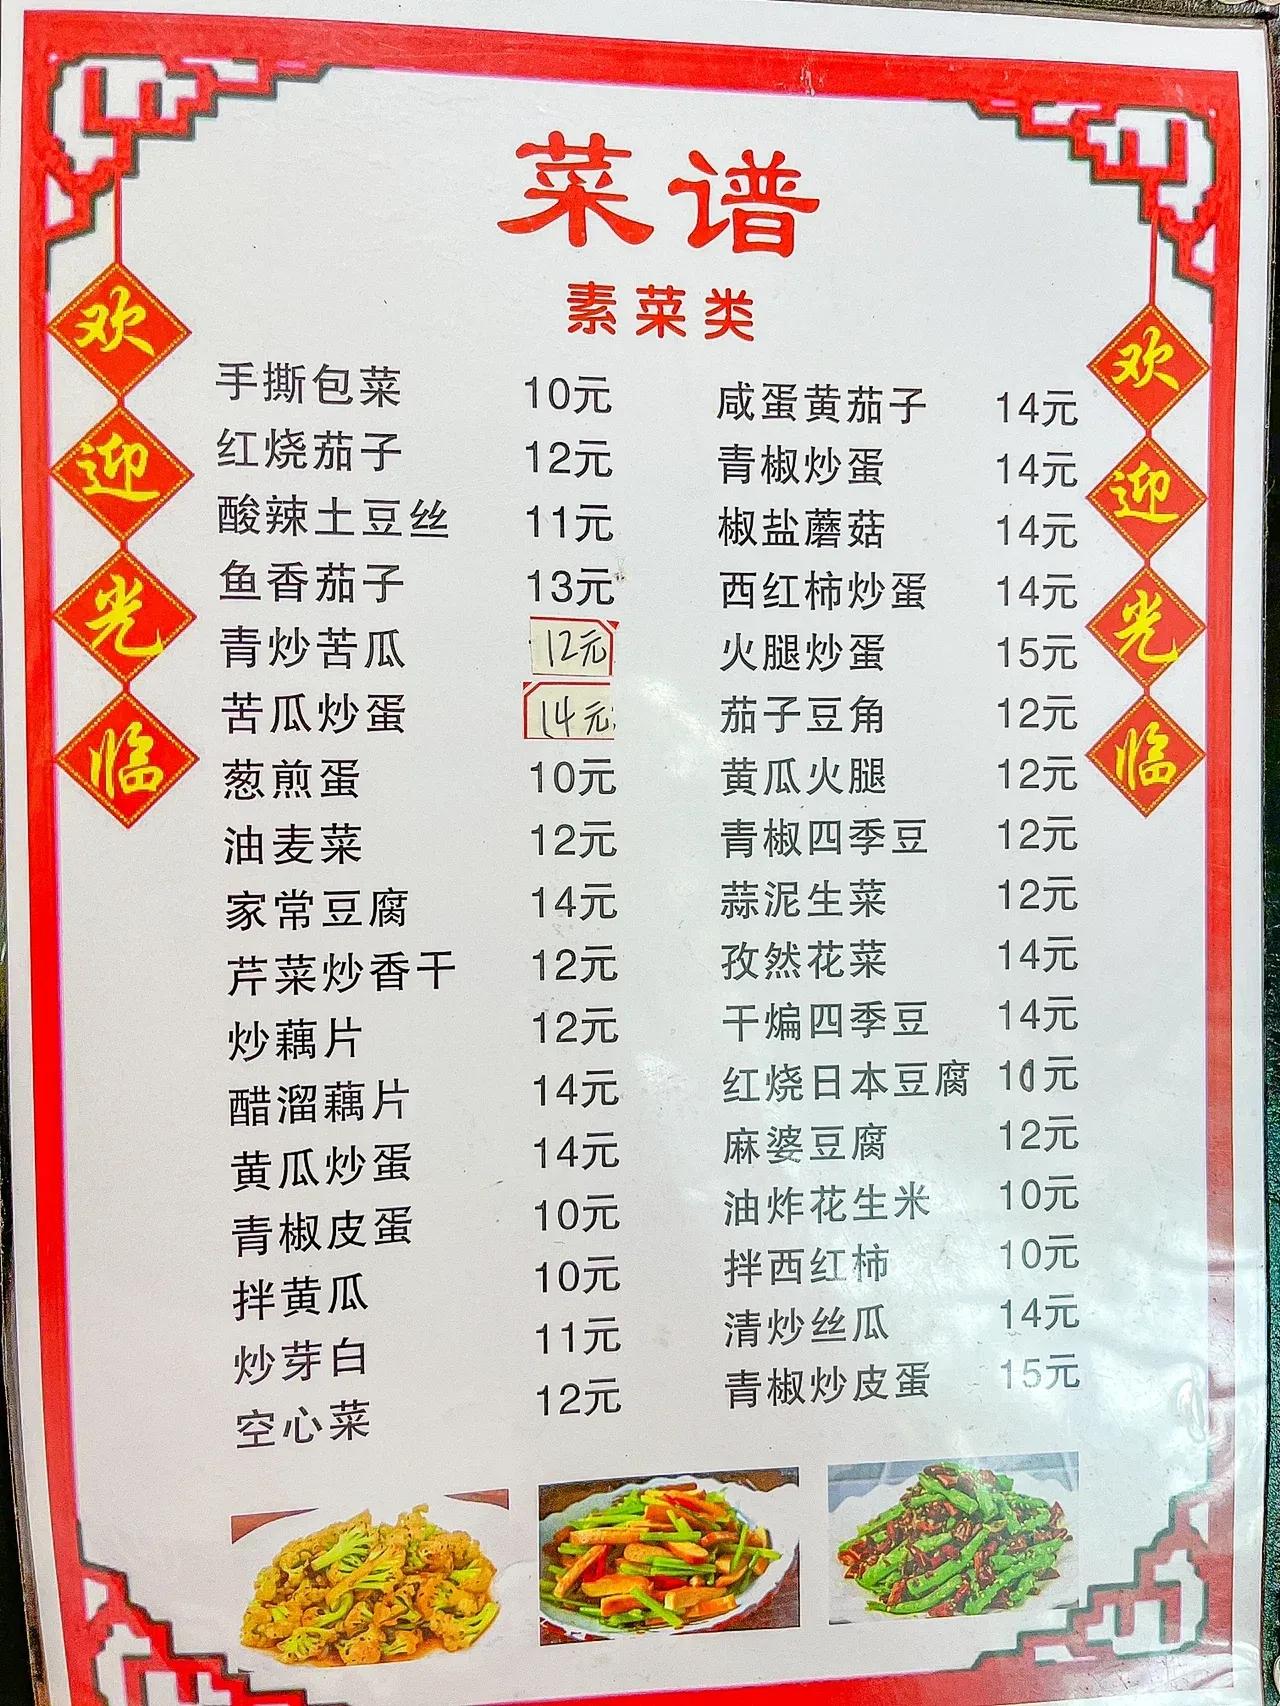 菜谱
素菜类
欢迎光临
欢迎光临
手撕包菜 10元
红烧茄子 12元
酸辣土豆丝 11元
鱼香茄子 13元
青炒苦瓜 12元
苦瓜炒蛋 14元
葱煎蛋 10元
油麦菜 12元
家常豆腐 14元
芹菜炒香干 12元
炒藕片 12元
醋溜藕片 14元
黄瓜炒蛋 14元
青椒皮蛋 10元
拌黄瓜 10元
炒芽白 11元
空心菜 12元
咸蛋黄茄子 14元
青椒炒蛋 14元
椒盐蘑菇 14元
西红柿炒蛋 14元
火腿炒蛋 15元
茄子豆角 12元
黄瓜火腿 12元
青椒四季豆 12元
蒜泥生菜 12元
孜然花菜 14元
干煸四季豆 14元
红烧日本豆腐
麻婆豆腐 12元
油炸花生米 10元
拌西红柿 10元
清炒丝瓜 14元
青椒炒皮蛋 15元